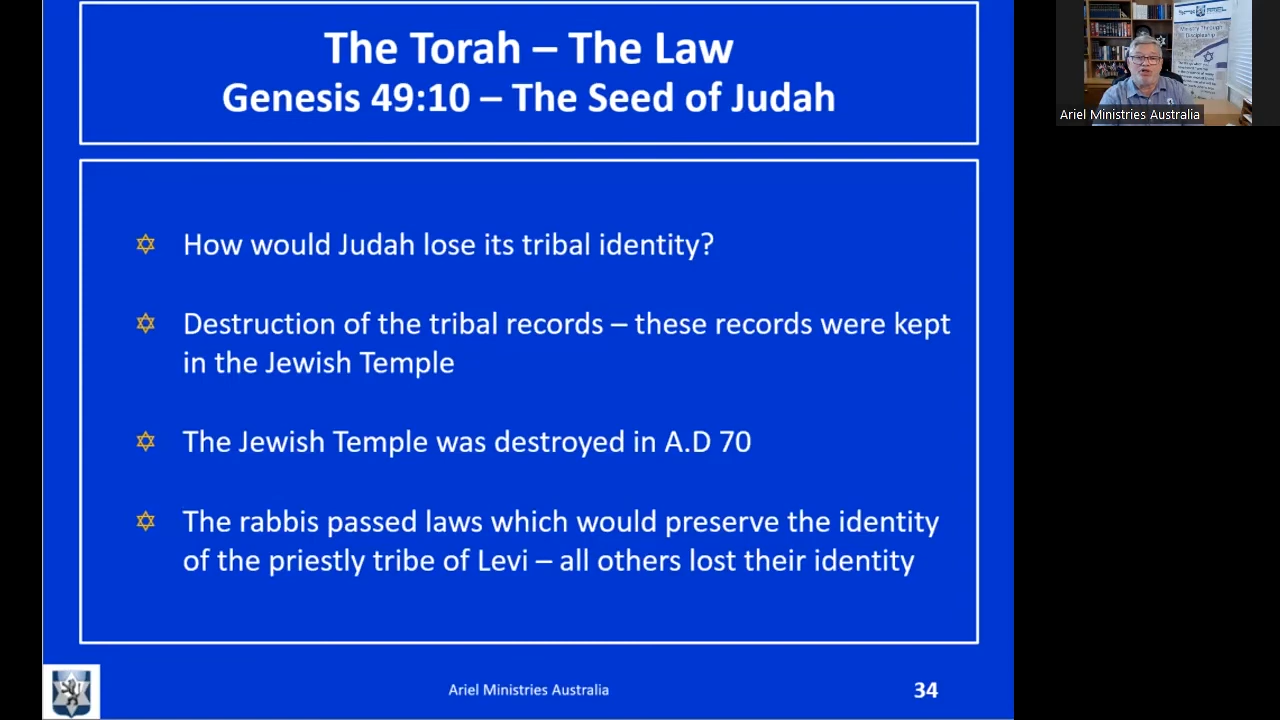 The Torah – The Law
Genesis 49:10 – The Seed of Judah
How would Judah lose its tribal identity?
Destruction of the tribal records – these records were kept
in the Jewish Temple
The Jewish Temple was destroyed in A.D 70
The rabbis passed laws which would preserve the identity
of the priestly tribe of Levi – all others lost their identity
Ariel Ministries Australia
34
Ministry Through
Discipleship
Ariel Ministries Australia